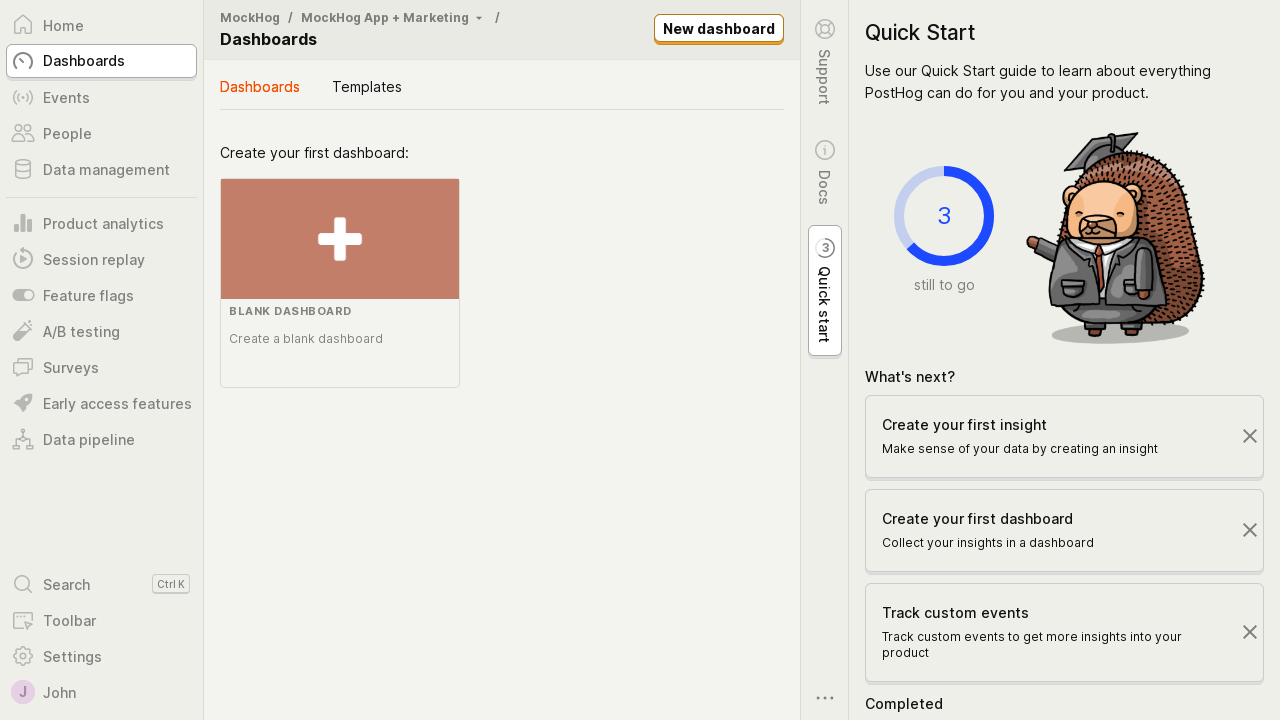 Home
Dashboards
Events
People
Data management
Product analytics
Session replay
Feature flags
A/B testing
Surveys
Early access features
Data pipeline
Search Ctrl K
Toolbar
Settings
J John
MockHog / MockHog App + Marketing /
Dashboards
New dashboard
Dashboards Templates
Create your first dashboard:
BLANK DASHBOARD
Create a blank dashboard
Support
Docs
3
Quick start
Quick Start
Use our Quick Start guide to learn about everything
PostHog can do for you and your product.
3
still to go
What's next?
Create your first insight
Make sense of your data by creating an insight
Create your first dashboard
Collect your insights in a dashboard
Track custom events
Track custom events to get more insights into your
product
Completed